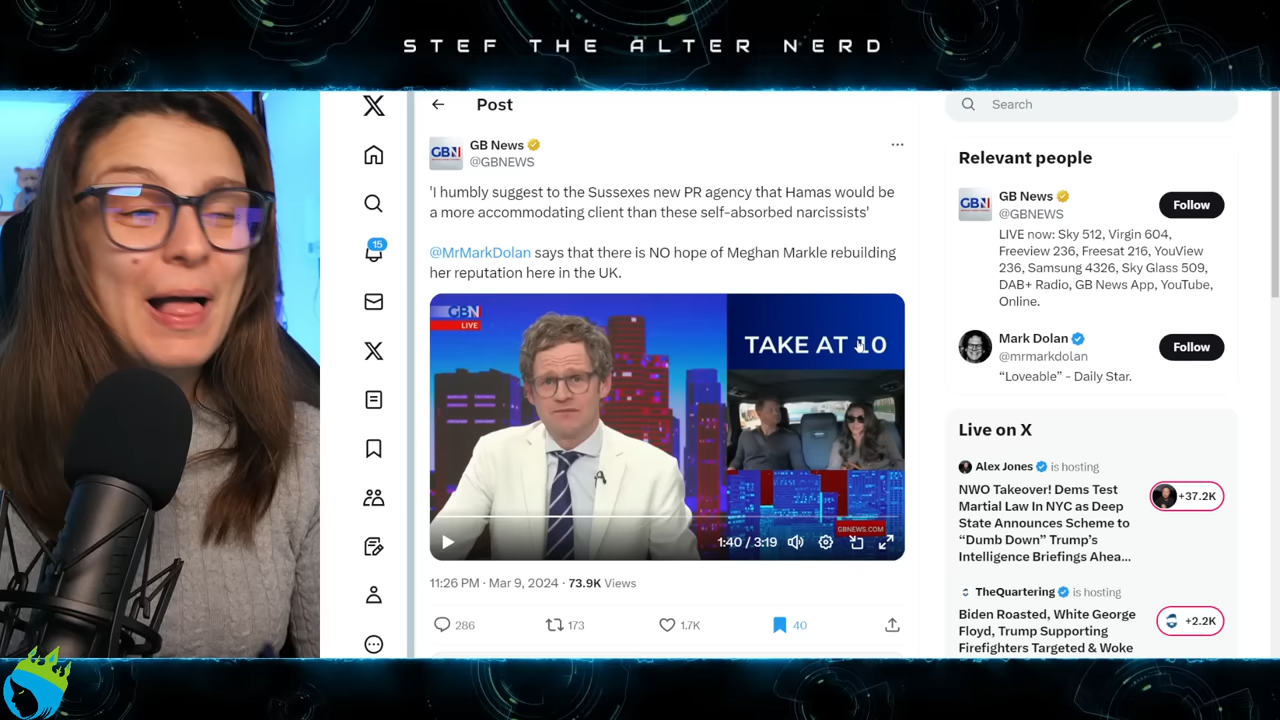 STEF THE ALTER NERD
Post
Search
GB News
@GBNEWS
'I humbly suggest to the Sussexes new PR agency that Hamas would be
a more accommodating client than these self-absorbed narcissists'
@MrMarkDolan says that there is NO hope of Meghan Markle rebuilding
her reputation here in the UK.
GBN
LIVE
TAKE AT 10
GBNEWS.COM
1:40 / 3:19
11:26 PM · Mar 9, 2024 · 73.9K Views
286
173
1.7K
40
15
Relevant people
GBN
GB News
@GBNEWS
Follow
LIVE now: Sky 512, Virgin 604,
Freeview 236, Freesat 216, YouView
236, Samsung 4326, Sky Glass 509,
DAB+ Radio, GB News App, YouTube,
Online.
Mark Dolan
@mrmarkdolan
Follow
“Loveable” - Daily Star.
Live on X
Alex Jones is hosting
NWO Takeover! Dems Test
Martial Law In NYC as Deep
State Announces Scheme to
“Dumb Down” Trump’s
Intelligence Briefings Ahea...
+37.2K
TheQuartering is hosting
Biden Roasted, White George
Floyd, Trump Supporting
Firefighters Targeted & Woke
+2.2K